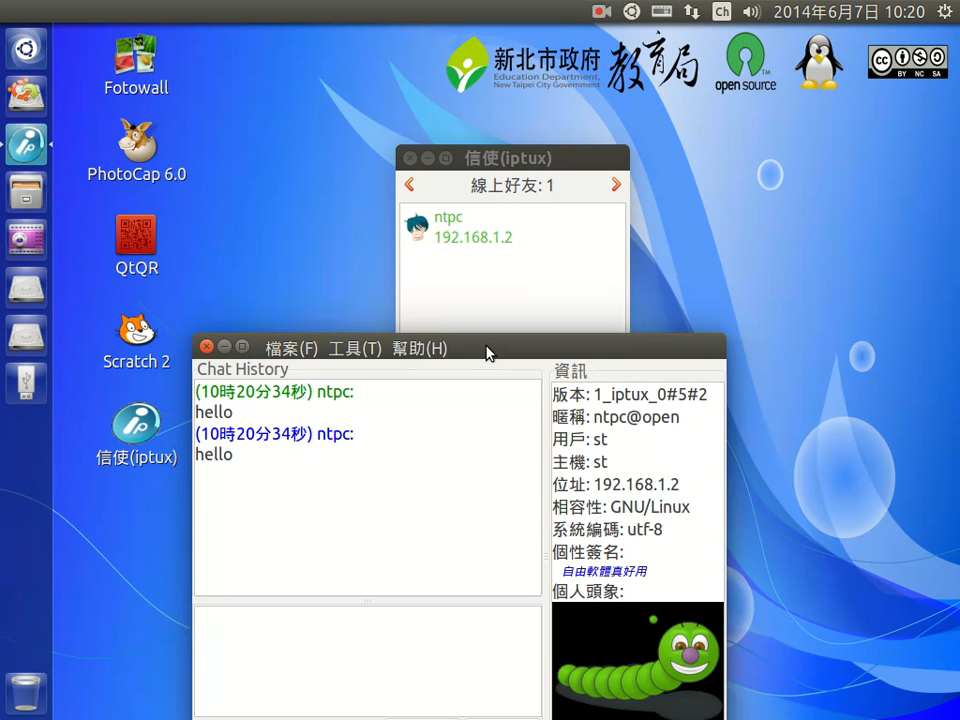 Ch
2014年6月7日 10:20
Fotowall
PhotoCap 6.0
QtQR
Scratch 2
信使(iptux)
新北市政府
Education Department,
New Taipei City Government
教育局
open source
TM
cc
BY NC SA
信使(iptux)
線上好友: 1
ntpc
192.168.1.2
檔案(F) 工具(T) 幫助(H)
Chat History
(10時20分34秒) ntpc:
hello
(10時20分34秒) ntpc:
hello
資訊
版本: 1_iptux_0#5#2
暱稱: ntpc@open
用戶: st
主機: st
位址: 192.168.1.2
相容性: GNU/Linux
系統編碼: utf-8
個性簽名:
自由軟體真好用
個人頭象: